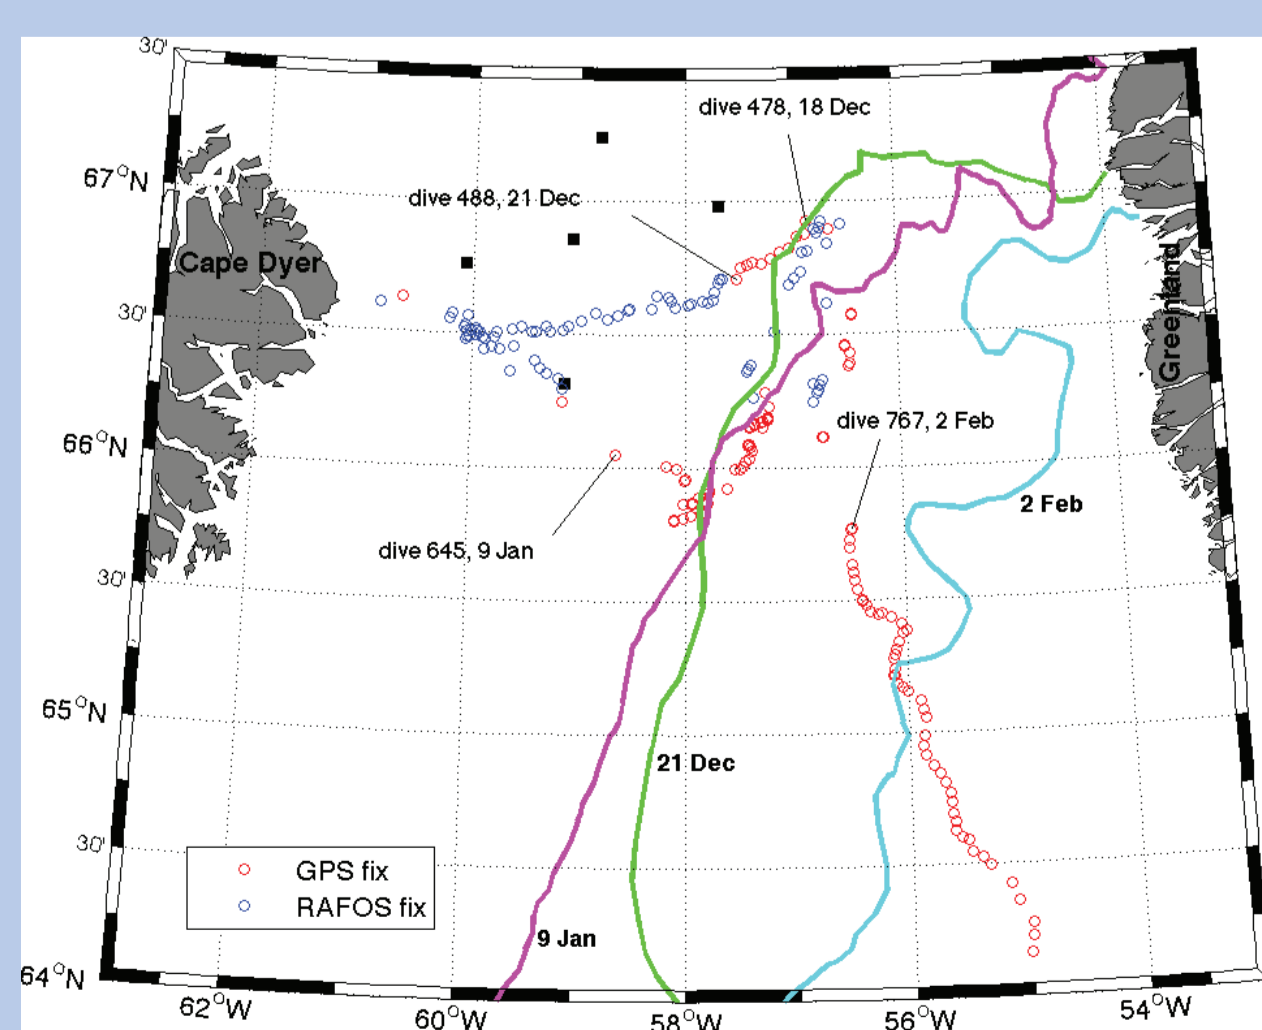 30'
dive 478, 18 Dec
67°N
dive 488, 21 Dec
Cape Dyer
Greenland
30'
dive 767, 2 Feb
66°N
2 Feb
dive 645, 9 Jan
30'
65°N
21 Dec
30'
GPS fix
RAFOS fix
9 Jan
64°N
62°W 60°W 58°W 56°W 54°W